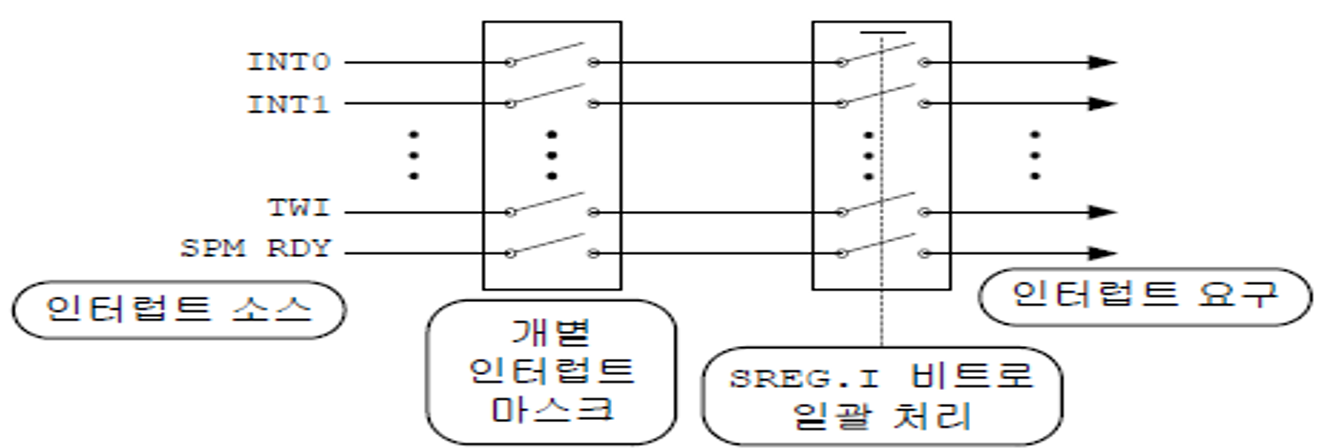 INT0
INT1
TWI
SPM RDY
인터럽트 소스
개별
인터럽트
마스크
SREG.I 비트로
일괄 처리
인터럽트 요구